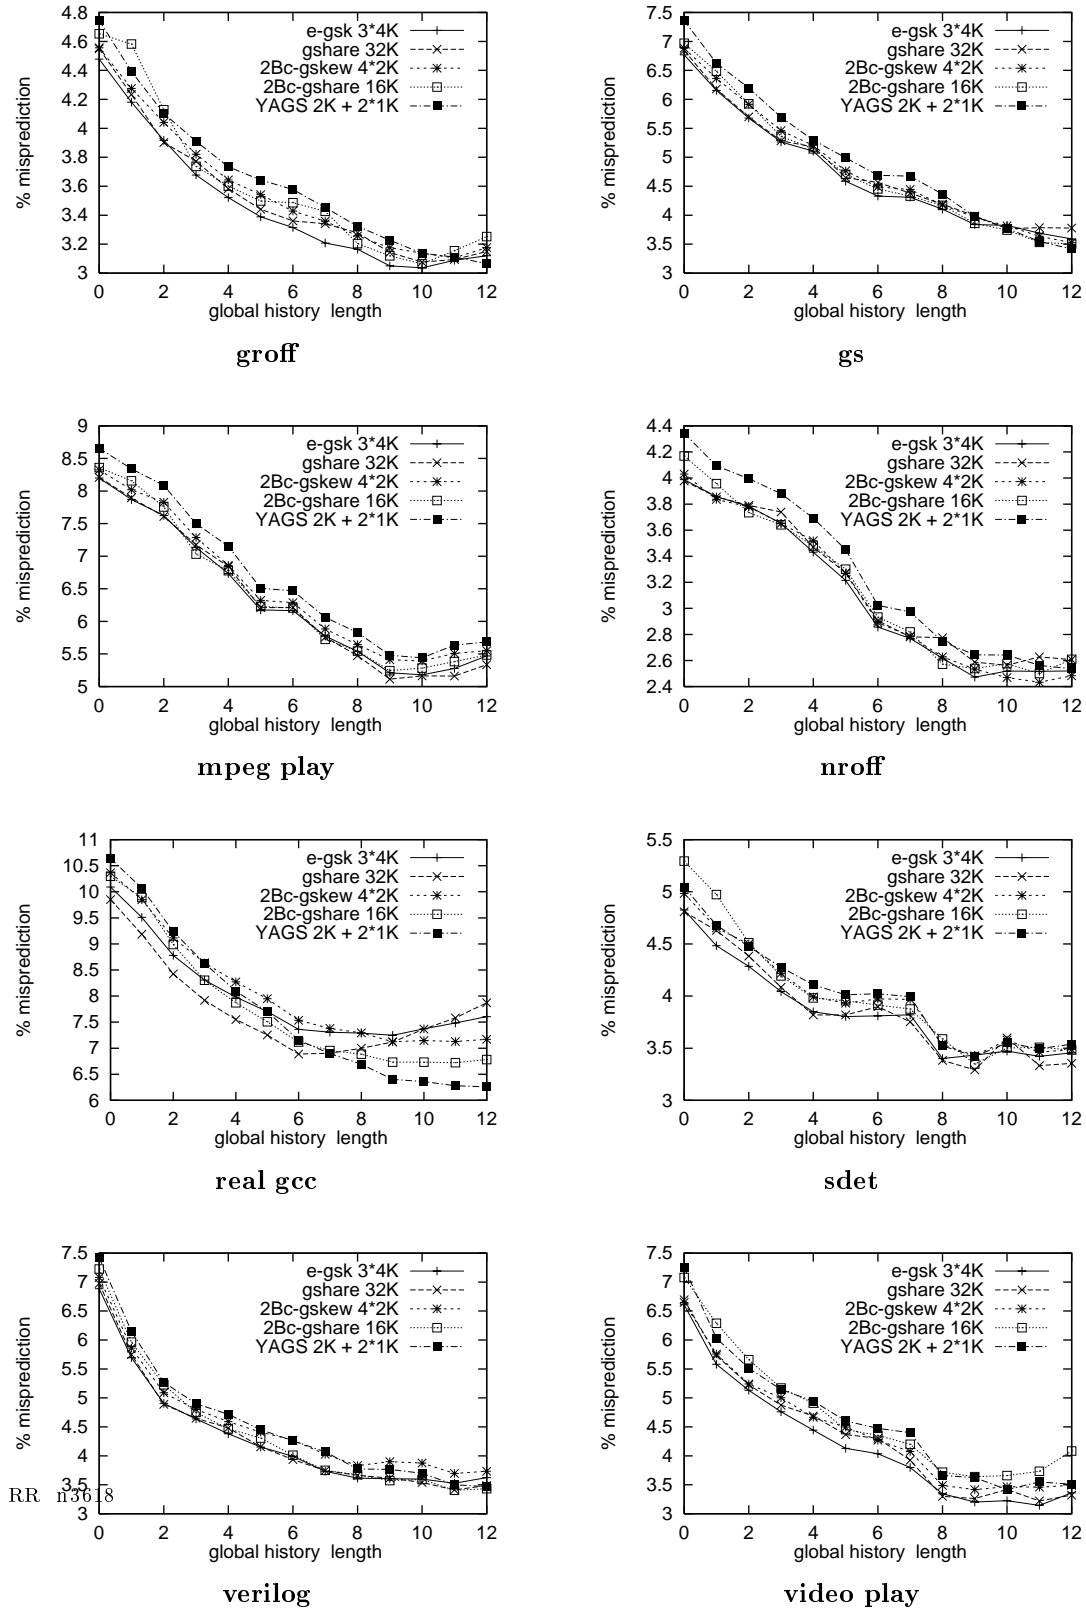 4.8
4.6
4.4
4.2
4
3.8
3.6
3.4
3.2
3
% misprediction
e-gsk 3*4K
gshare 32K
2Bc-gskew 4*2K
2Bc-gshare 16K
YAGS 2K + 2*1K
0 2 4 6 8 10 12
global history length
groff
7.5
7
6.5
6
5.5
5
4.5
4
3.5
3
% misprediction
e-gsk 3*4K
gshare 32K
2Bc-gskew 4*2K
2Bc-gshare 16K
YAGS 2K + 2*1K
0 2 4 6 8 10 12
global history length
gs
9
8.5
8
7.5
7
6.5
6
5.5
5
% misprediction
e-gsk 3*4K
gshare 32K
2Bc-gskew 4*2K
2Bc-gshare 16K
YAGS 2K + 2*1K
0 2 4 6 8 10 12
global history length
mpeg play
4.4
4.2
4
3.8
3.6
3.4
3.2
3
2.8
2.6
2.4
% misprediction
e-gsk 3*4K
gshare 32K
2Bc-gskew 4*2K
2Bc-gshare 16K
YAGS 2K + 2*1K
0 2 4 6 8 10 12
global history length
nroff
11
10.5
10
9.5
9
8.5
8
7.5
7
6.5
6
% misprediction
e-gsk 3*4K
gshare 32K
2Bc-gskew 4*2K
2Bc-gshare 16K
YAGS 2K + 2*1K
0 2 4 6 8 10 12
global history length
real gcc
5.5
5
4.5
4
3.5
3
% misprediction
e-gsk 3*4K
gshare 32K
2Bc-gskew 4*2K
2Bc-gshare 16K
YAGS 2K + 2*1K
0 2 4 6 8 10 12
global history length
sdet
7.5
7
6.5
6
5.5
5
4.5
4
3.5
3
% misprediction
e-gsk 3*4K
gshare 32K
2Bc-gskew 4*2K
2Bc-gshare 16K
YAGS 2K + 2*1K
0 2 4 6 8 10 12
global history length
verilog
7.5
7
6.5
6
5.5
5
4.5
4
3.5
3
% misprediction
e-gsk 3*4K
gshare 32K
2Bc-gskew 4*2K
2Bc-gshare 16K
YAGS 2K + 2*1K
0 2 4 6 8 10 12
global history length
video play
RR n3618